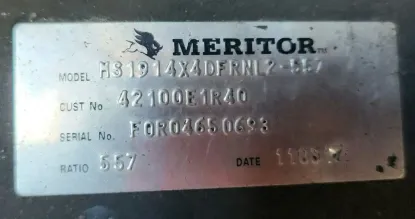 MERITOR
MODEL
CUST No 42100E1R40
SERIAL No. FOR04650693
RATIO 557 DATE